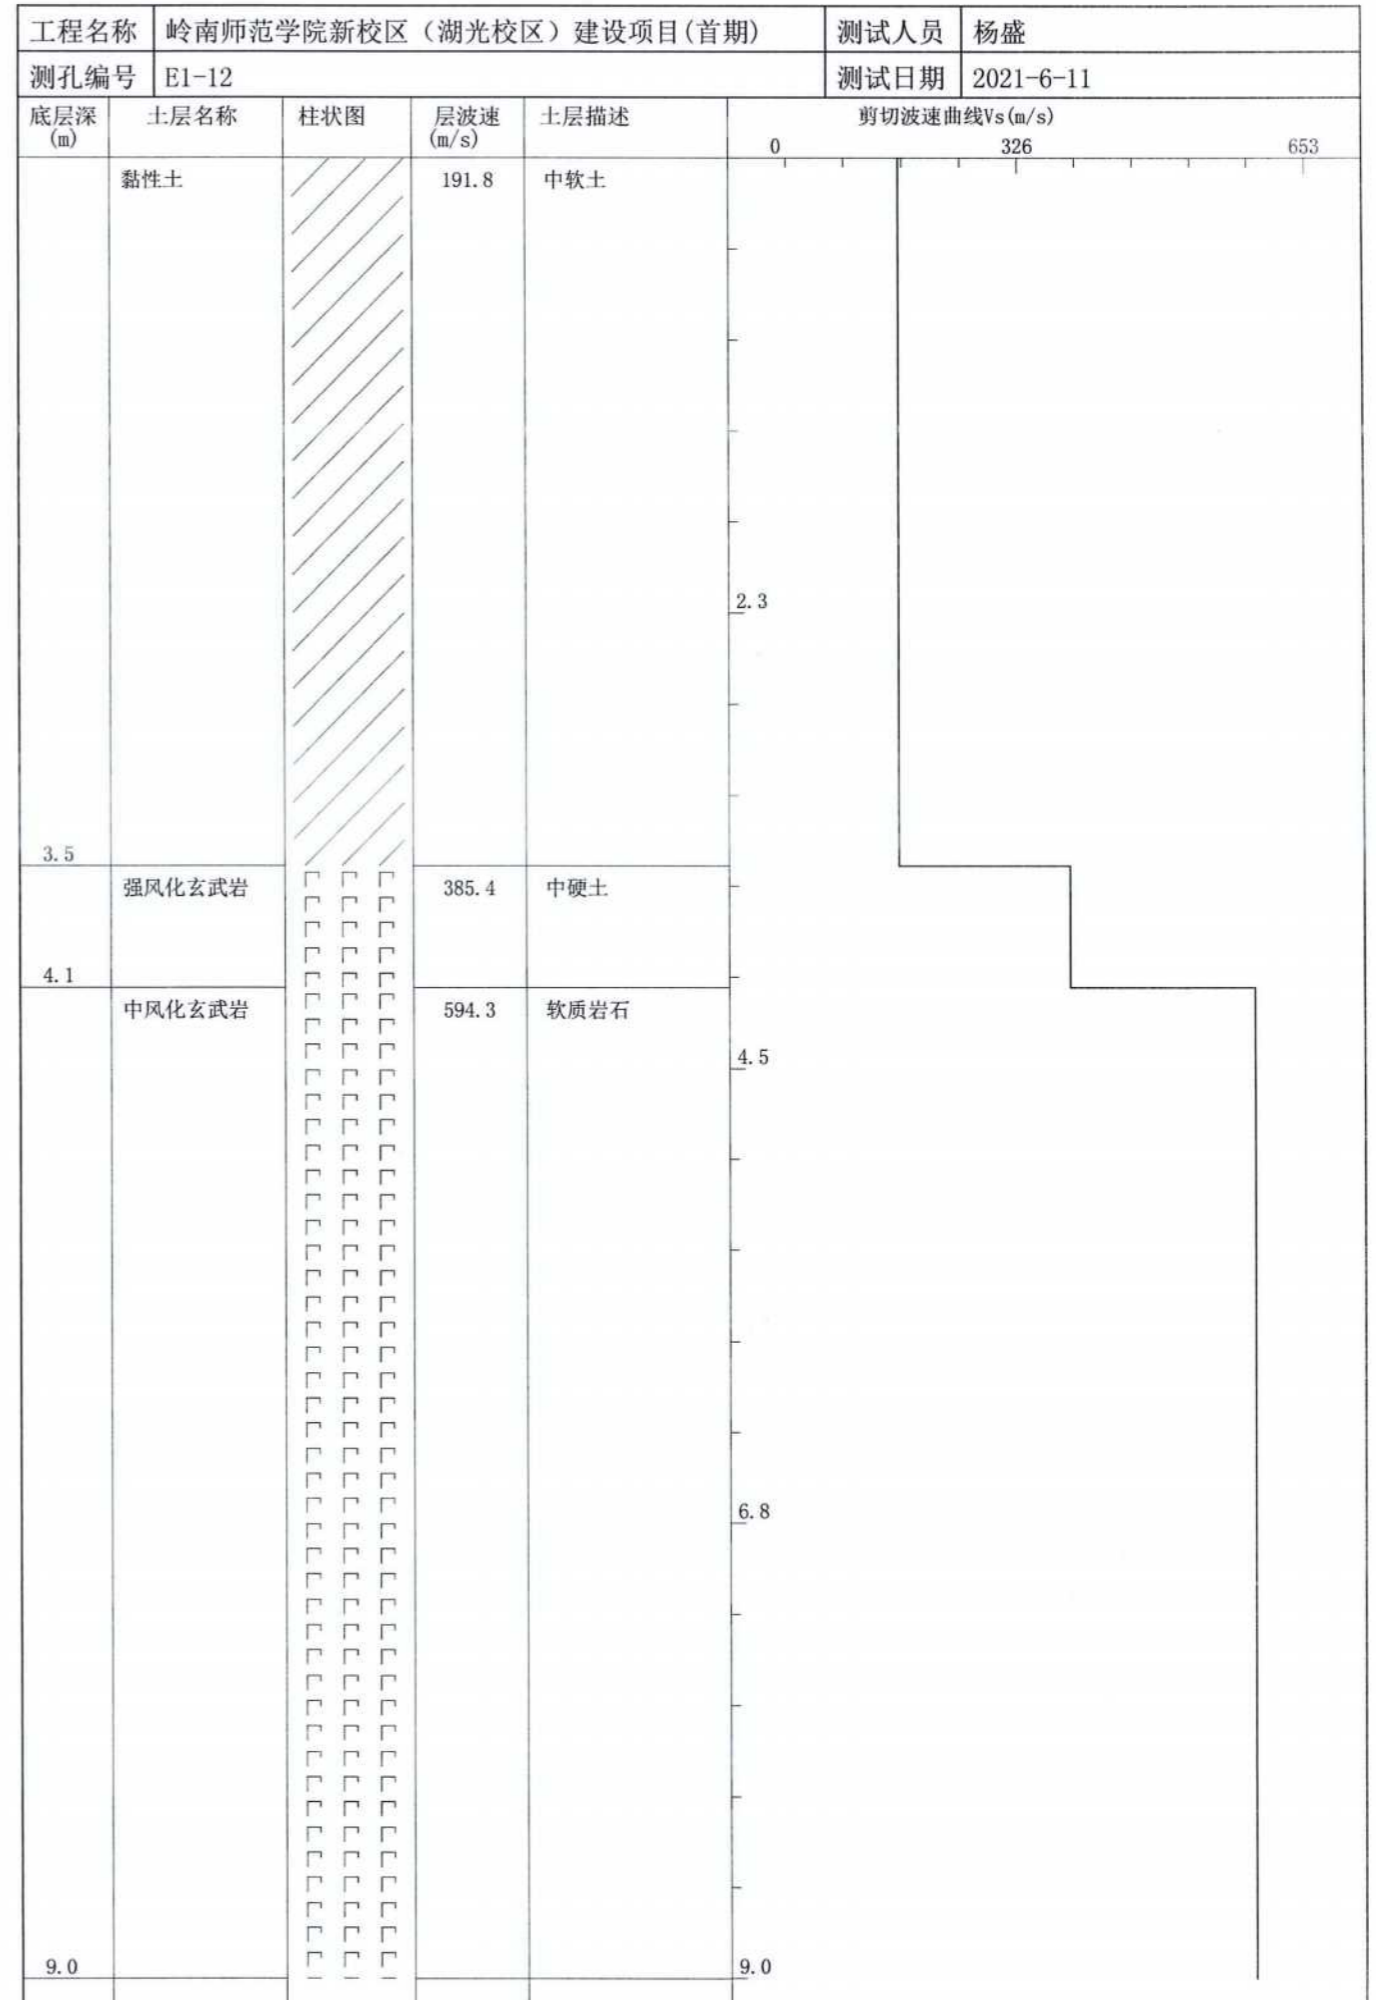 工程名称 岭南师范学院新校区（湖光校区）建设项目(首期) 测试人员 杨盛
测孔编号 E1-12 测试日期 2021-6-11
底层深 土层名称 柱状图 层波速 土层描述 剪切波速曲线Vs(m/s)
(m) (m/s)
0 326 653
黏性土 191.8 中软土
2.3
3.5
强风化玄武岩 385.4 中硬土
4.1
中风化玄武岩 594.3 软质岩石
4.5
6.8
9.0 9.0